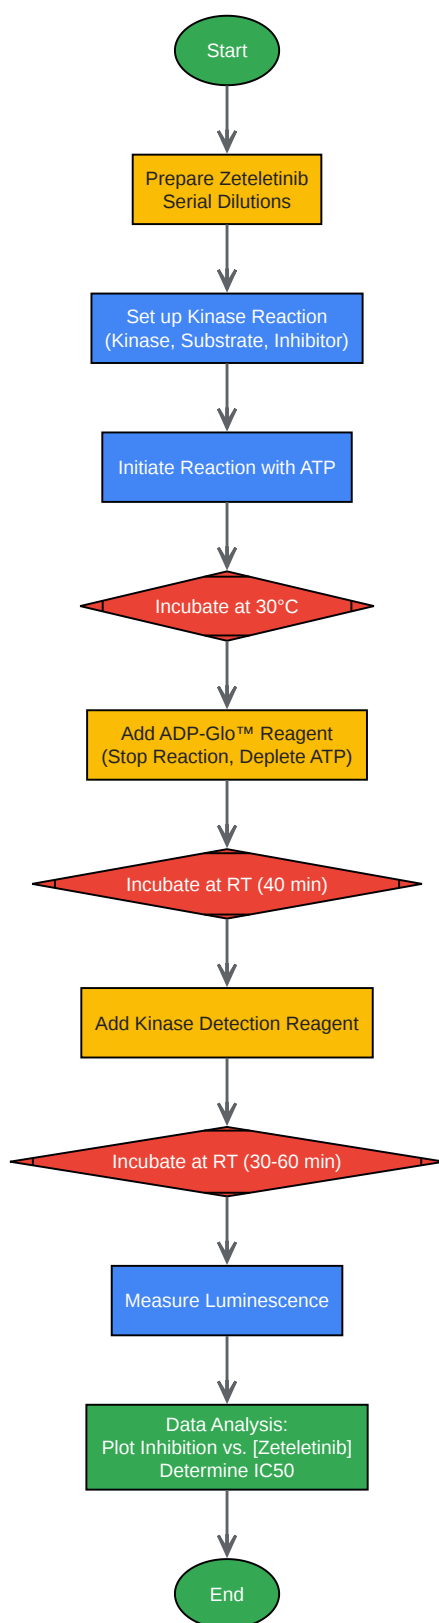 Start
Prepare Zeteletinib
Serial Dilutions
Set up Kinase Reaction
(Kinase, Substrate, Inhibitor)
Initiate Reaction with ATP
Incubate at 30°C
Add ADP-Glo™ Reagent
(Stop Reaction, Deplete ATP)
Incubate at RT (40 min)
Add Kinase Detection Reagent
Incubate at RT (30-60 min)
Measure Luminescence
Data Analysis:
Plot Inhibition vs. [Zeteletinib]
Determine IC50
End